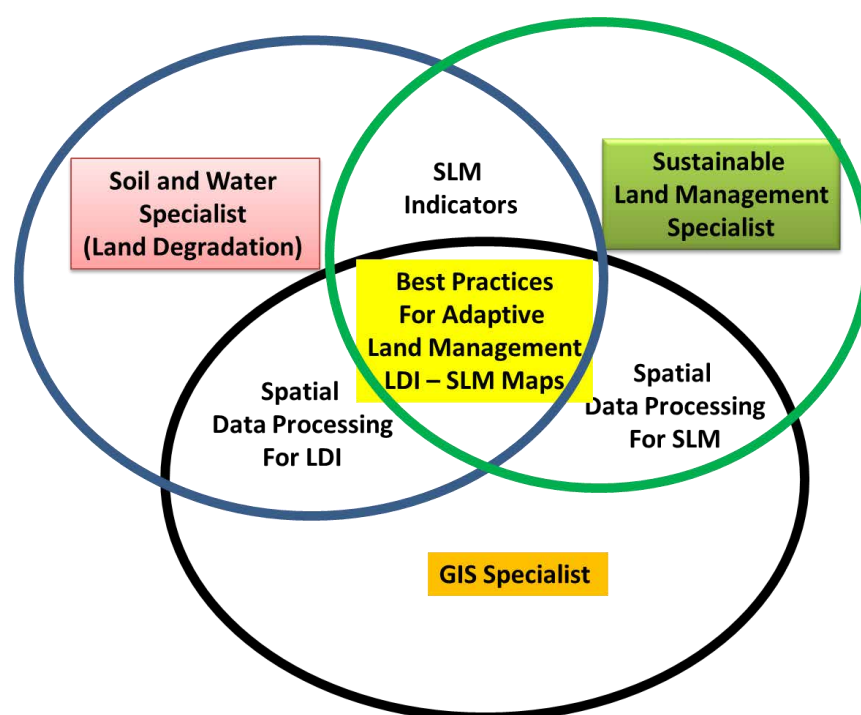 SLM
Indicators
Soil and Water
Specialist
(Land Degradation)
Sustainable
Land Management
Specialist
Best Practices
For Adaptive
Land Management
LDI – SLM Maps
Spatial
Data Processing
For LDI
Spatial
Data Processing
For SLM
GIS Specialist